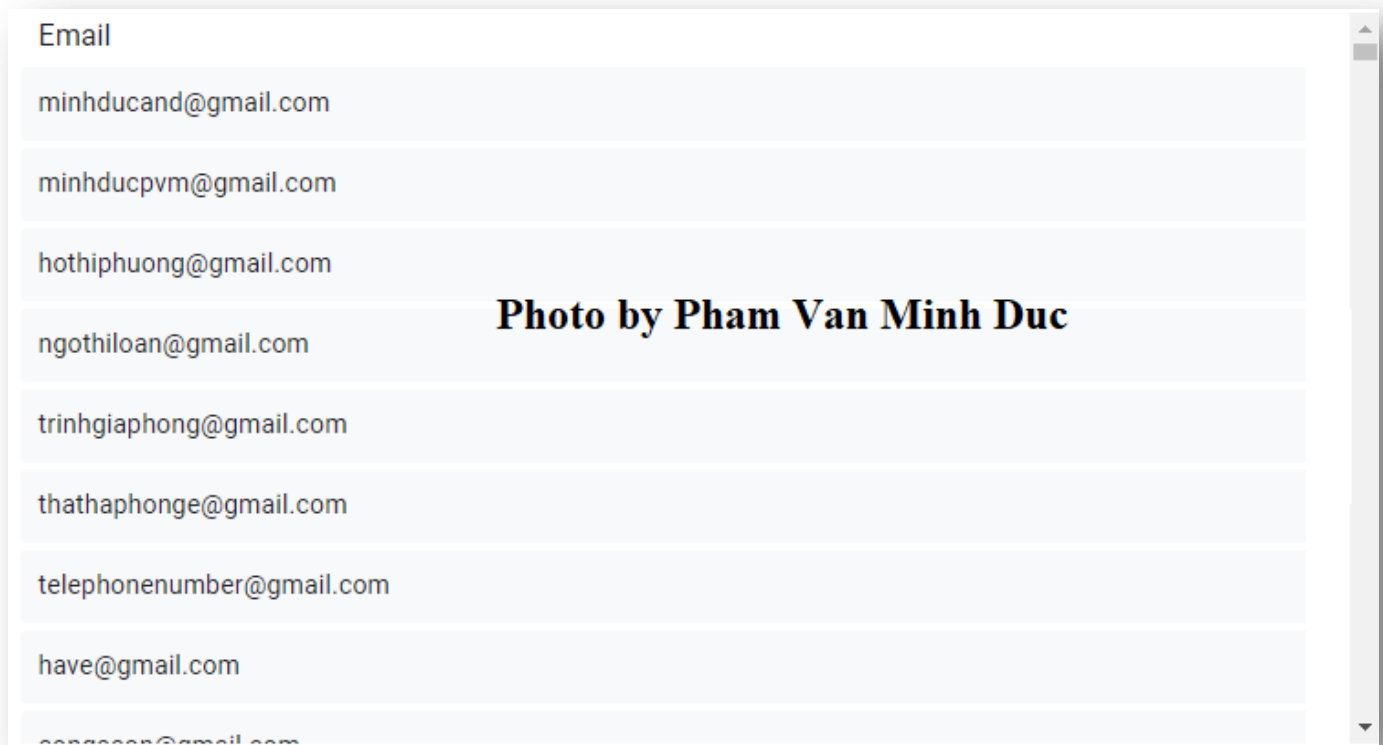 Email
minhducand@gmail.com
minhducpvm@gmail.com
hothiphuong@gmail.com
Photo by Pham Van Minh Duc
ngothiloan@gmail.com
trinhgiaphong@gmail.com
thathaphonge@gmail.com
telephonenumber@gmail.com
have@gmail.com